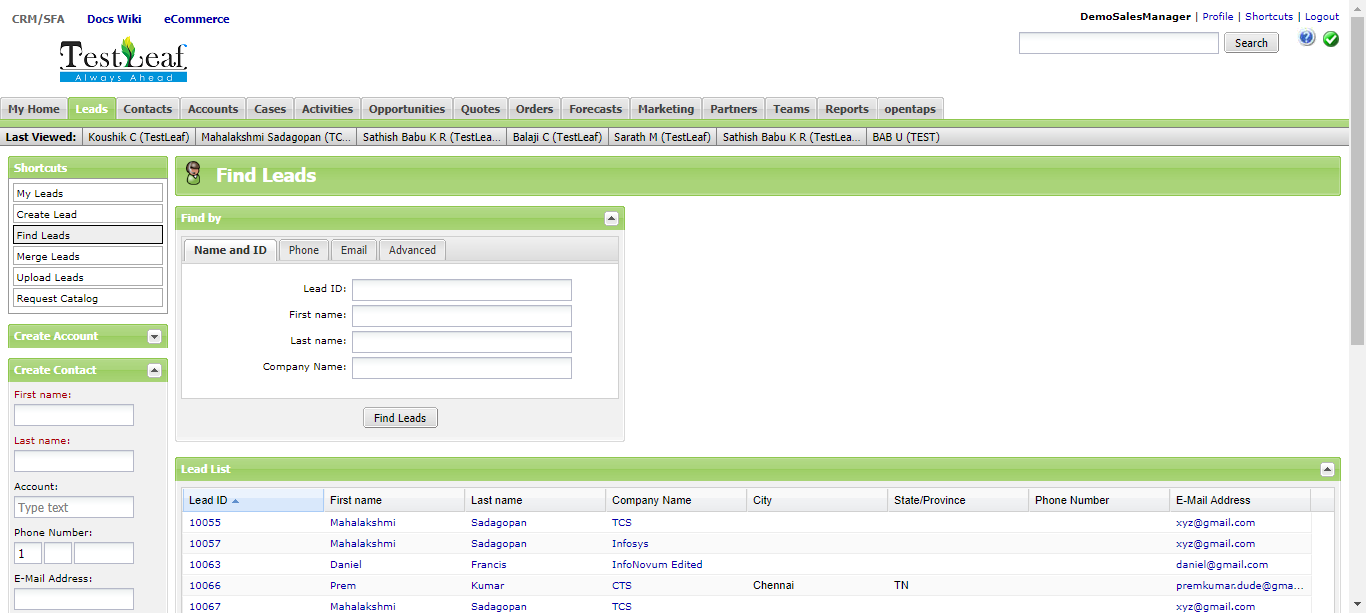 CRM/SFA Docs Wiki eCommerce
DemoSalesManager | Profile | Shortcuts | Logout
Search
TestLeaf
Always Ahead
My Home Leads Contacts Accounts Cases Activities Opportunities Quotes Orders Forecasts Marketing Partners Teams Reports opentaps
Last Viewed: Koushik C (TestLeaf) Mahalakshmi Sadagopan (TC... Sathish Babu K R (TestLea... Balaji C (TestLeaf) Sarath M (TestLeaf) Sathish Babu K R (TestLea... BAB U (TEST)
Shortcuts
My Leads
Create Lead
Find Leads
Merge Leads
Upload Leads
Request Catalog
Create Account
Create Contact
First name:
Last name:
Account:
Type text
Phone Number:
1
E-Mail Address:
Find Leads
Find by
Name and ID Phone Email Advanced
Lead ID:
First name:
Last name:
Company Name:
Find Leads
Lead List
Lead ID First name Last name Company Name City State/Province Phone Number E-Mail Address
10055 Mahalakshmi Sadagopan TCS xyz@gmail.com
10057 Mahalakshmi Sadagopan Infosys xyz@gmail.com
10063 Daniel Francis InfoNovum Edited daniel@gmail.com
10066 Prem Kumar CTS Chennai TN premkumar.dude@gma...
10067 Mahalakshmi Sadagopan TCS xyz@gmail.com